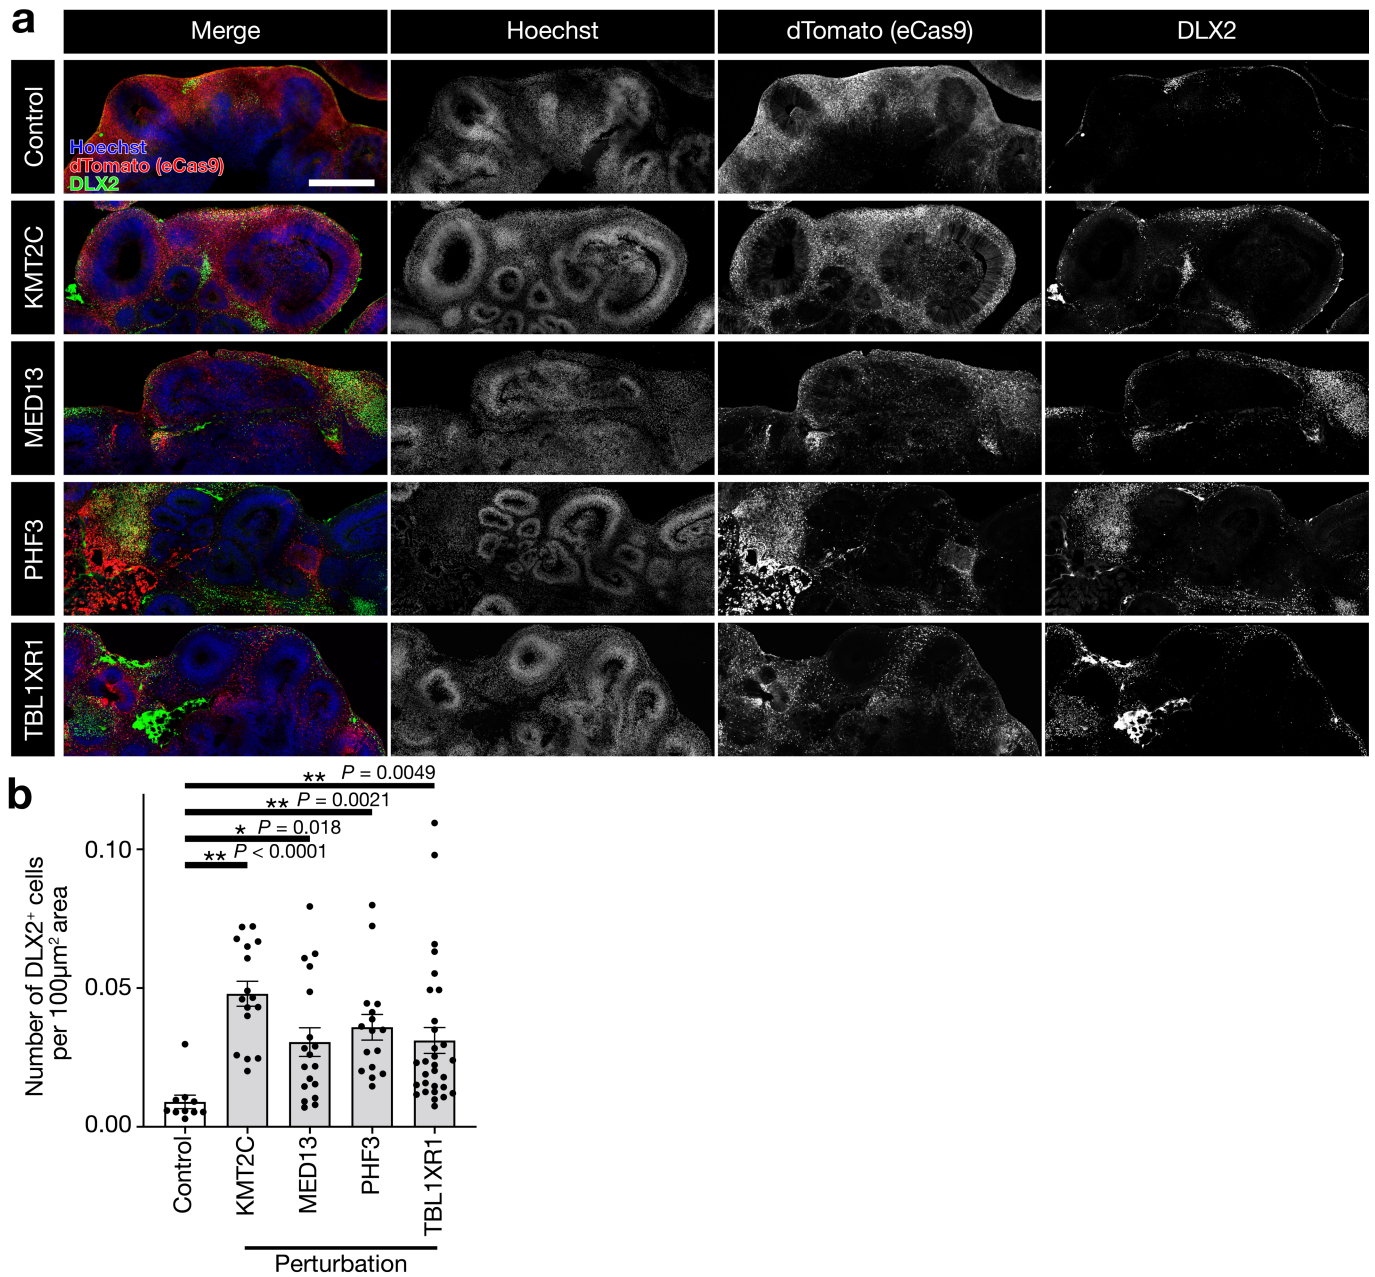 a
Merge
Hoechst
dTomato (eCas9)
DLX2
Control
Hoechst
dTomato (eCas9)
DLX2
KMT2C
MED13
PHF3
TBL1XR1
b
** P = 0.0049
** P = 0.0021
* P = 0.018
** P < 0.0001
Number of DLX2⁺ cells
per 100µm² area
0.10
0.05
0.00
Control
KMT2C
MED13
PHF3
TBL1XR1
Perturbation